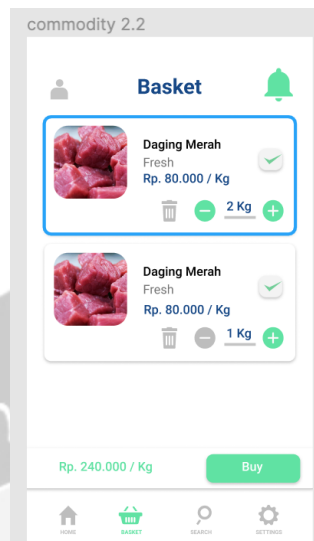 commodity 2.2
Basket
Daging Merah
Fresh
Rp. 80.000 / Kg
2 Kg
Daging Merah
Fresh
Rp. 80.000 / Kg
1 Kg
Rp. 240.000 / Kg
Buy
HOME
BASKET
SEARCH
SETTINGS